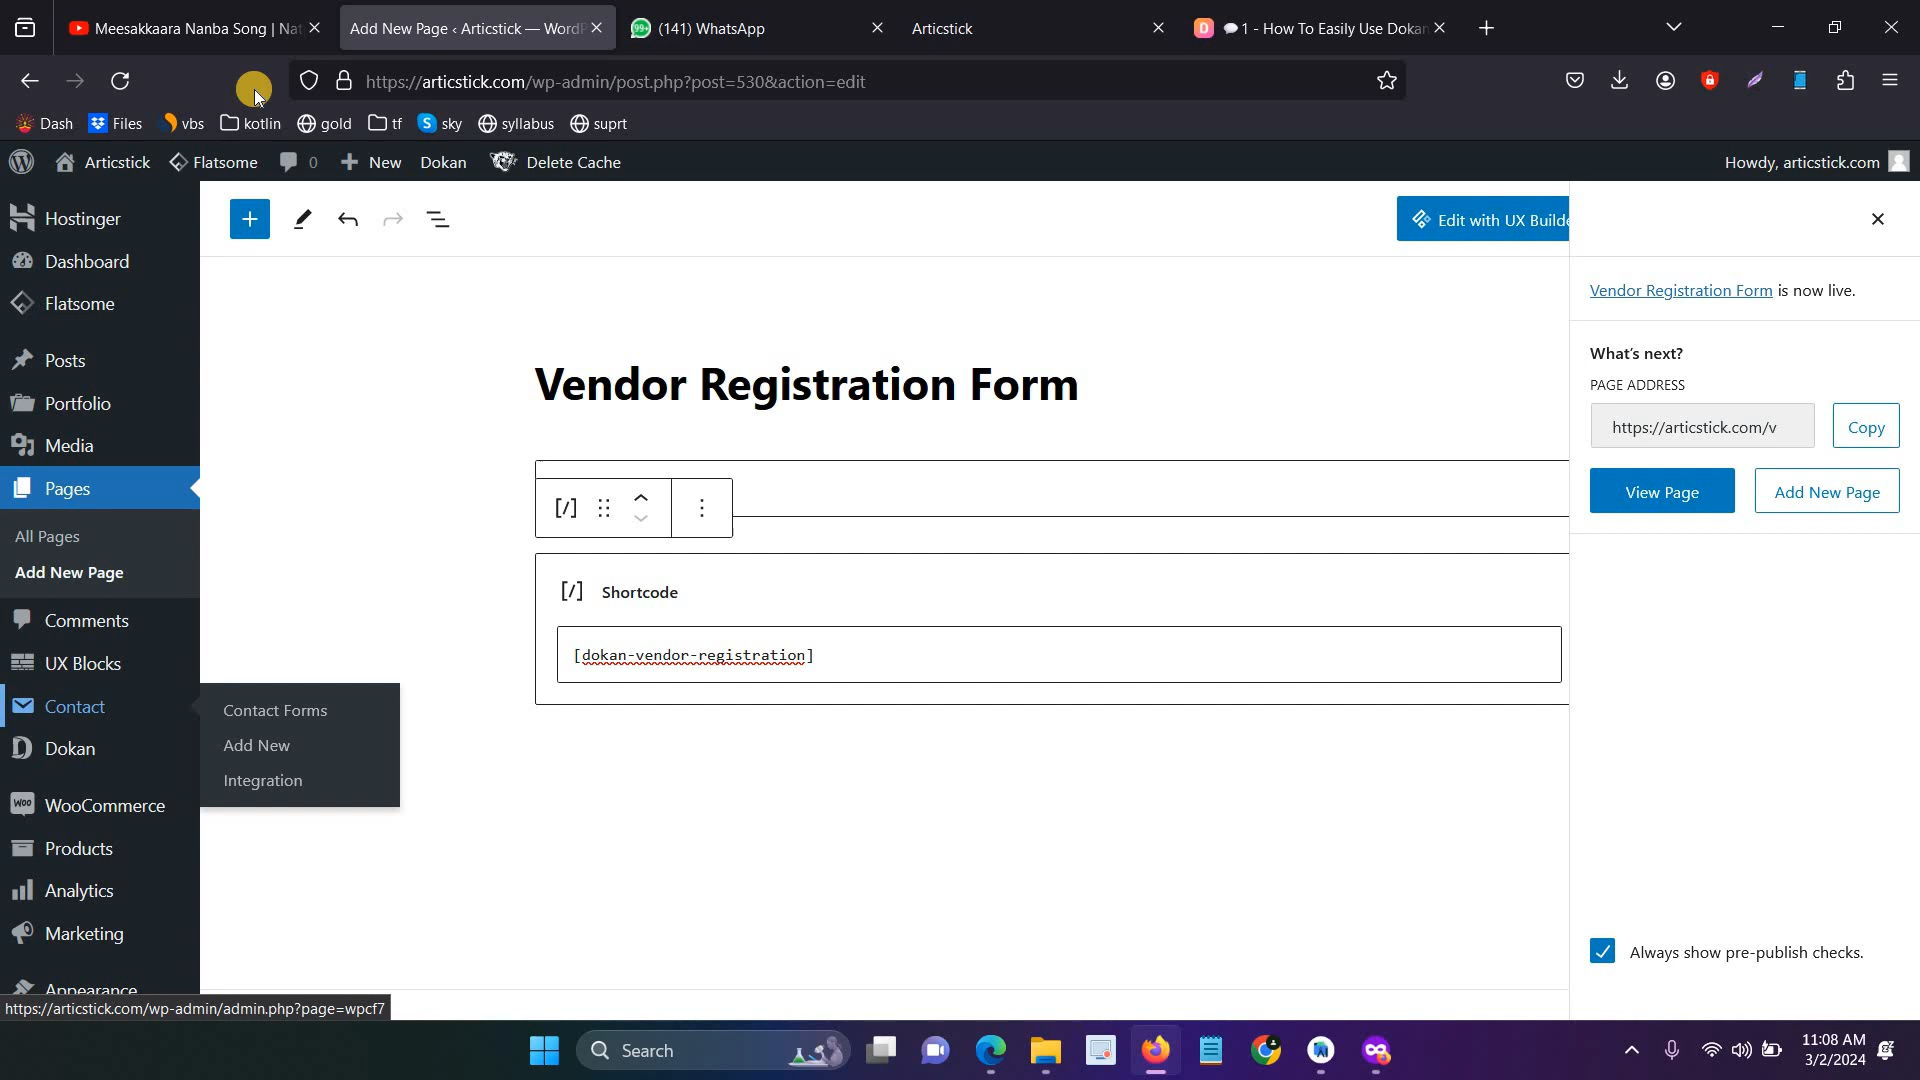 Meesakkaara Nanba Song | Nat
Add New Page ‹ Articstick — WordP
(141) WhatsApp
Articstick
1 - How To Easily Use Dokan
https://articstick.com/wp-admin/post.php?post=530&action=edit
Dash
Files
vbs
kotlin
gold
tf
sky
syllabus
suprt
Articstick
Flatsome
0
New
Dokan
Delete Cache
Howdy, articstick.com
Hostinger
Dashboard
Flatsome
Posts
Portfolio
Media
Pages
All Pages
Add New Page
Comments
UX Blocks
Contact
Dokan
WooCommerce
Products
Analytics
Marketing
Appearance
Contact Forms
Add New
Integration
https://articstick.com/wp-admin/admin.php?page=wpcf7
Edit with UX Builde
Vendor Registration Form
[/]
[/] Shortcode
[dokan-vendor-registration]
Vendor Registration Form is now live.
What's next?
PAGE ADDRESS
https://articstick.com/v
Copy
View Page
Add New Page
Always show pre-publish checks.
Search
11:08 AM
3/2/2024